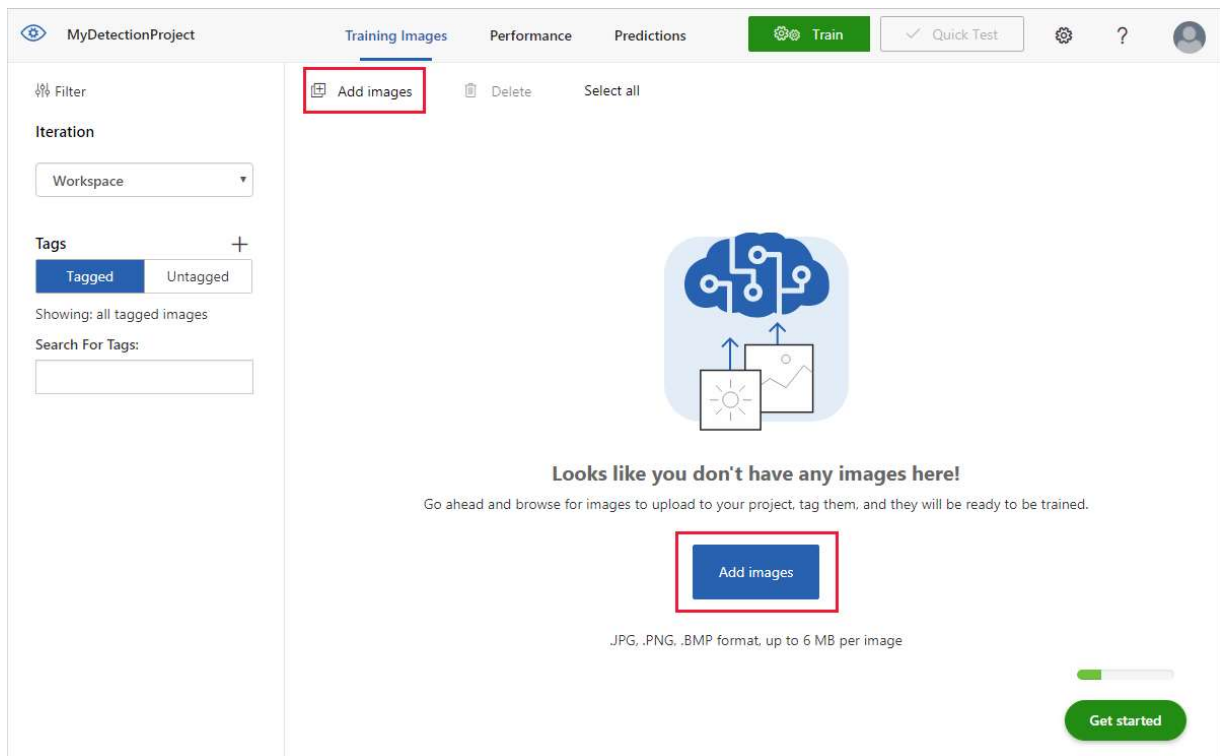 MyDetectionProject
Training Images
Performance
Predictions
Train
Quick Test
?
Filter
Iteration
Workspace
Tags
Tagged
Untagged
Showing: all tagged images
Search For Tags:
Add images
Delete
Select all
Looks like you don't have any images here!
Go ahead and browse for images to upload to your project, tag them, and they will be ready to be trained.
Add images
.JPG, .PNG, .BMP format, up to 6 MB per image
Get started